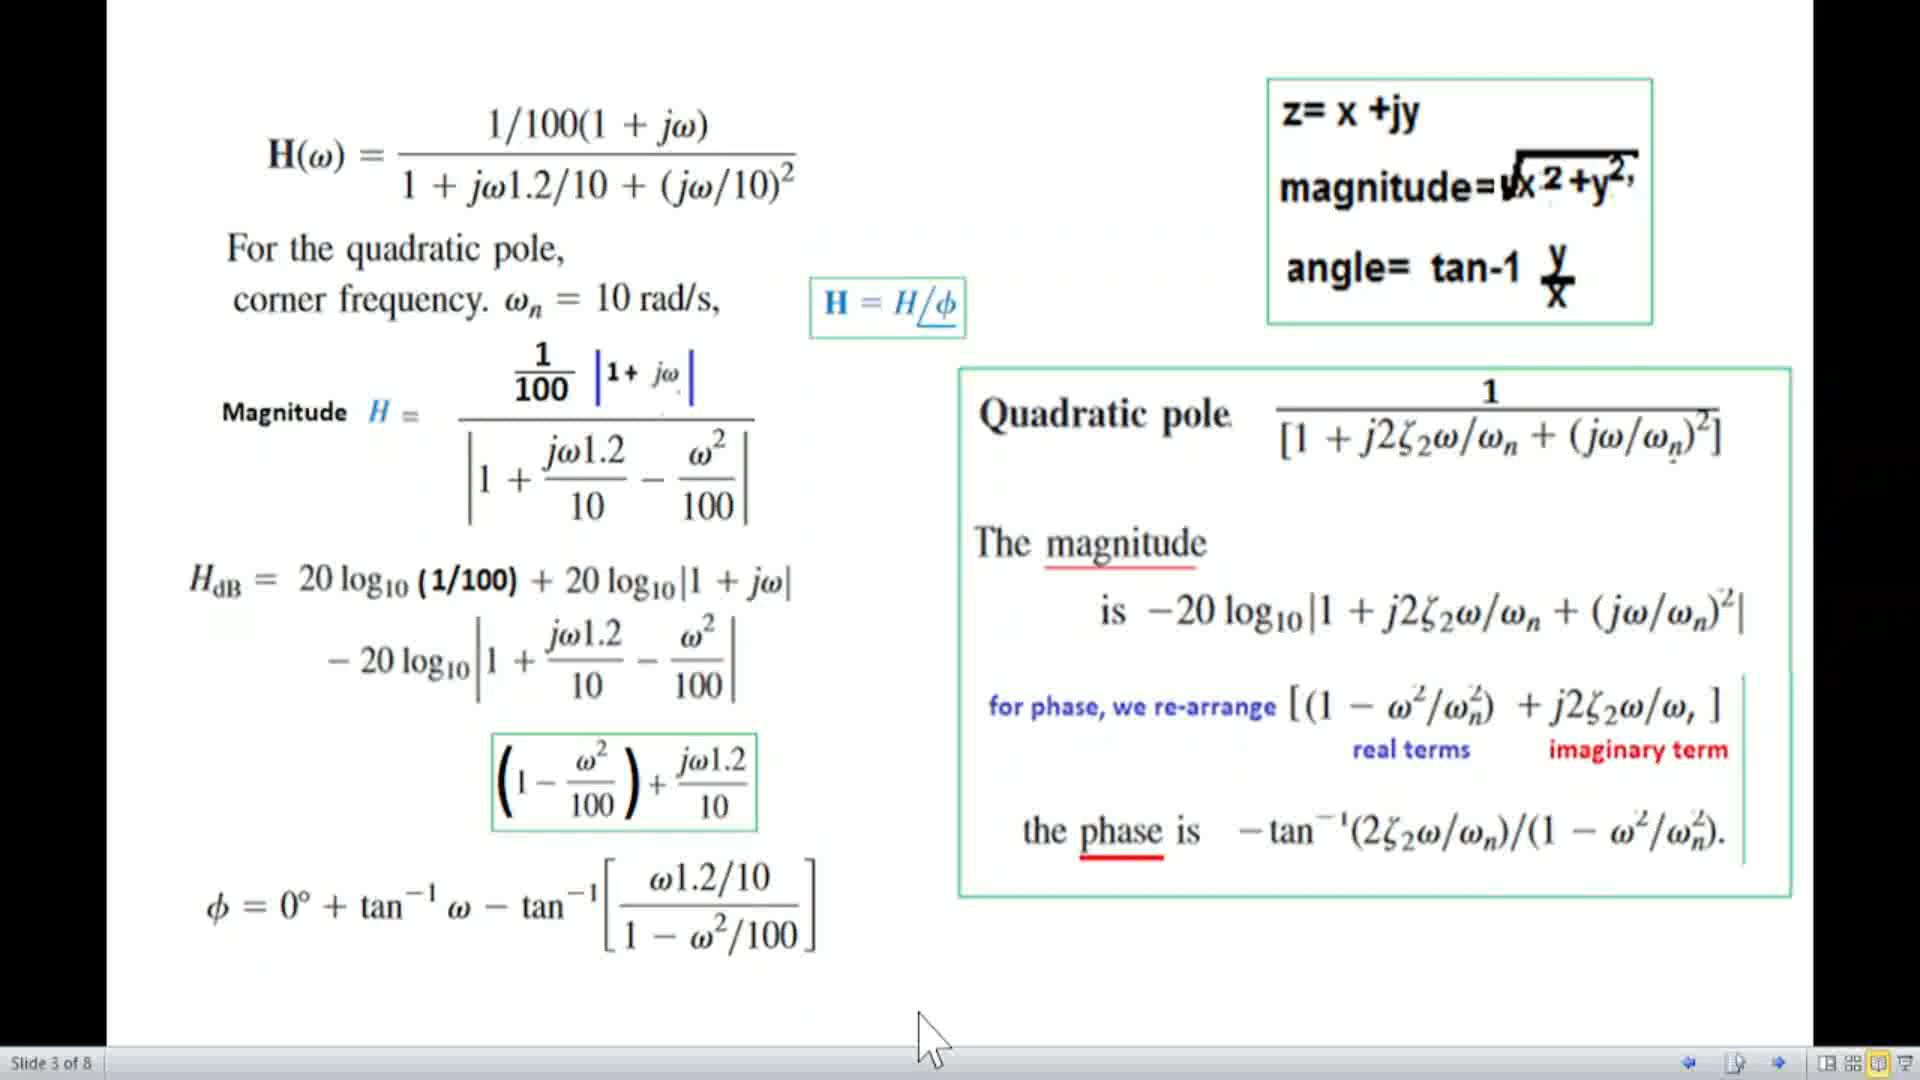 H(ω) = 1/100(1 + jω) / 1 + jω1.2/10 + (jω/10)²
For the quadratic pole,
corner frequency. ωₙ = 10 rad/s,
H = H∠ϕ
Magnitude H = 1/100 |1+ jω| / |1 + jω1.2/10 − ω²/100|
H_dB = 20 log₁₀ (1/100) + 20 log₁₀|1 + jω|
− 20 log₁₀|1 + jω1.2/10 − ω²/100|
(1 − ω²/100) + jω1.2/10
ϕ = 0° + tan⁻¹ ω − tan⁻¹[ω1.2/10 / 1 − ω²/100]
z= x +jy
magnitude=√x²+y²,
angle= tan-1 y/x
Quadratic pole 1/[1 + j2ζ₂ω/ωₙ + (jω/ωₙ)²]
The magnitude
is −20 log₁₀|1 + j2ζ₂ω/ωₙ + (jω/ωₙ)²|
for phase, we re-arrange [(1 − ω²/ωₙ²) + j2ζ₂ω/ω, ]
real terms imaginary term
the phase is −tan⁻¹(2ζ₂ω/ωₙ)/(1 − ω²/ωₙ²).
Slide 3 of 8